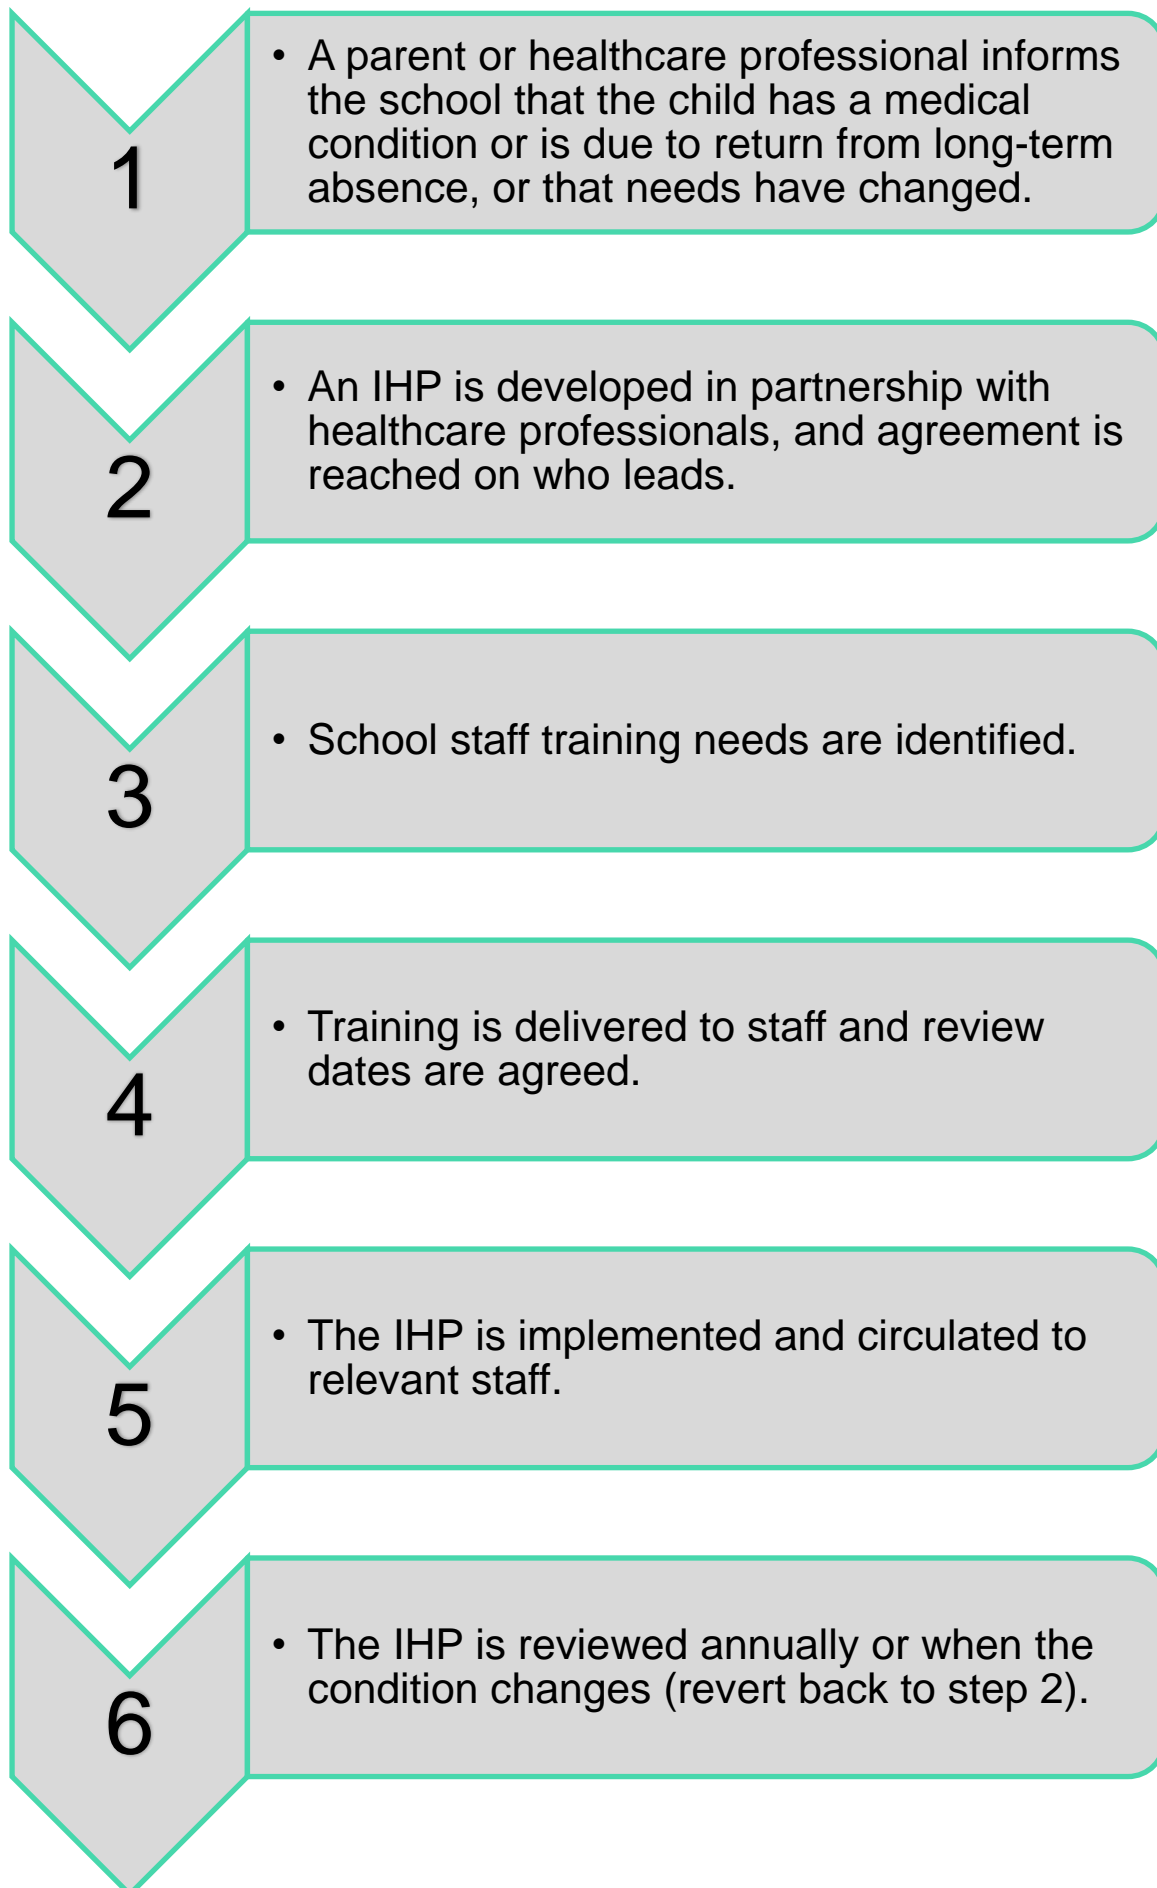 1
• A parent or healthcare professional informs
the school that the child has a medical
condition or is due to return from long-term
absence, or that needs have changed.
2
• An IHP is developed in partnership with
healthcare professionals, and agreement is
reached on who leads.
3
• School staff training needs are identified.
4
• Training is delivered to staff and review
dates are agreed.
5
• The IHP is implemented and circulated to
relevant staff.
6
• The IHP is reviewed annually or when the
condition changes (revert back to step 2).